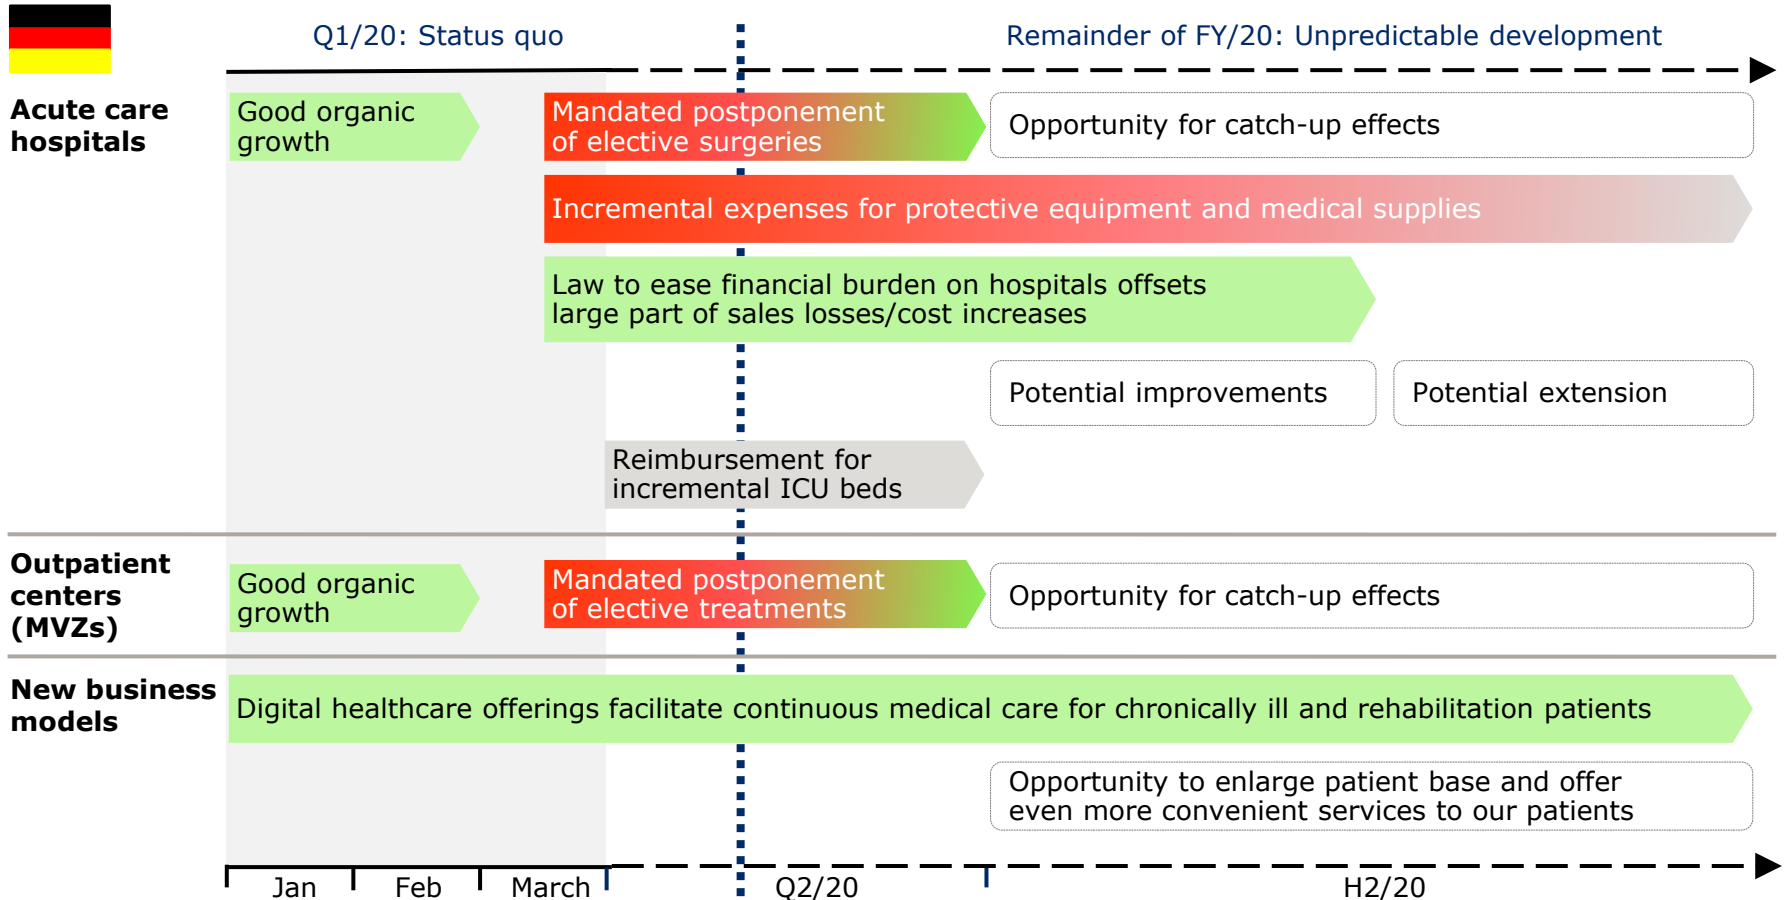 Q1/20: Status quo
Remainder of FY/20: Unpredictable development
Acute care
hospitals
Good organic
growth
Mandated postponement
of elective surgeries
Opportunity for catch-up effects
Incremental expenses for protective equipment and medical supplies
Law to ease financial burden on hospitals offsets
large part of sales losses/cost increases
Potential improvements
Potential extension
Reimbursement for
incremental ICU beds
Outpatient
centers
(MVZs)
Good organic
growth
Mandated postponement
of elective treatments
Opportunity for catch-up effects
New business
models
Digital healthcare offerings facilitate continuous medical care for chronically ill and rehabilitation patients
Opportunity to enlarge patient base and offer
even more convenient services to our patients
Jan
Feb
March
Q2/20
H2/20